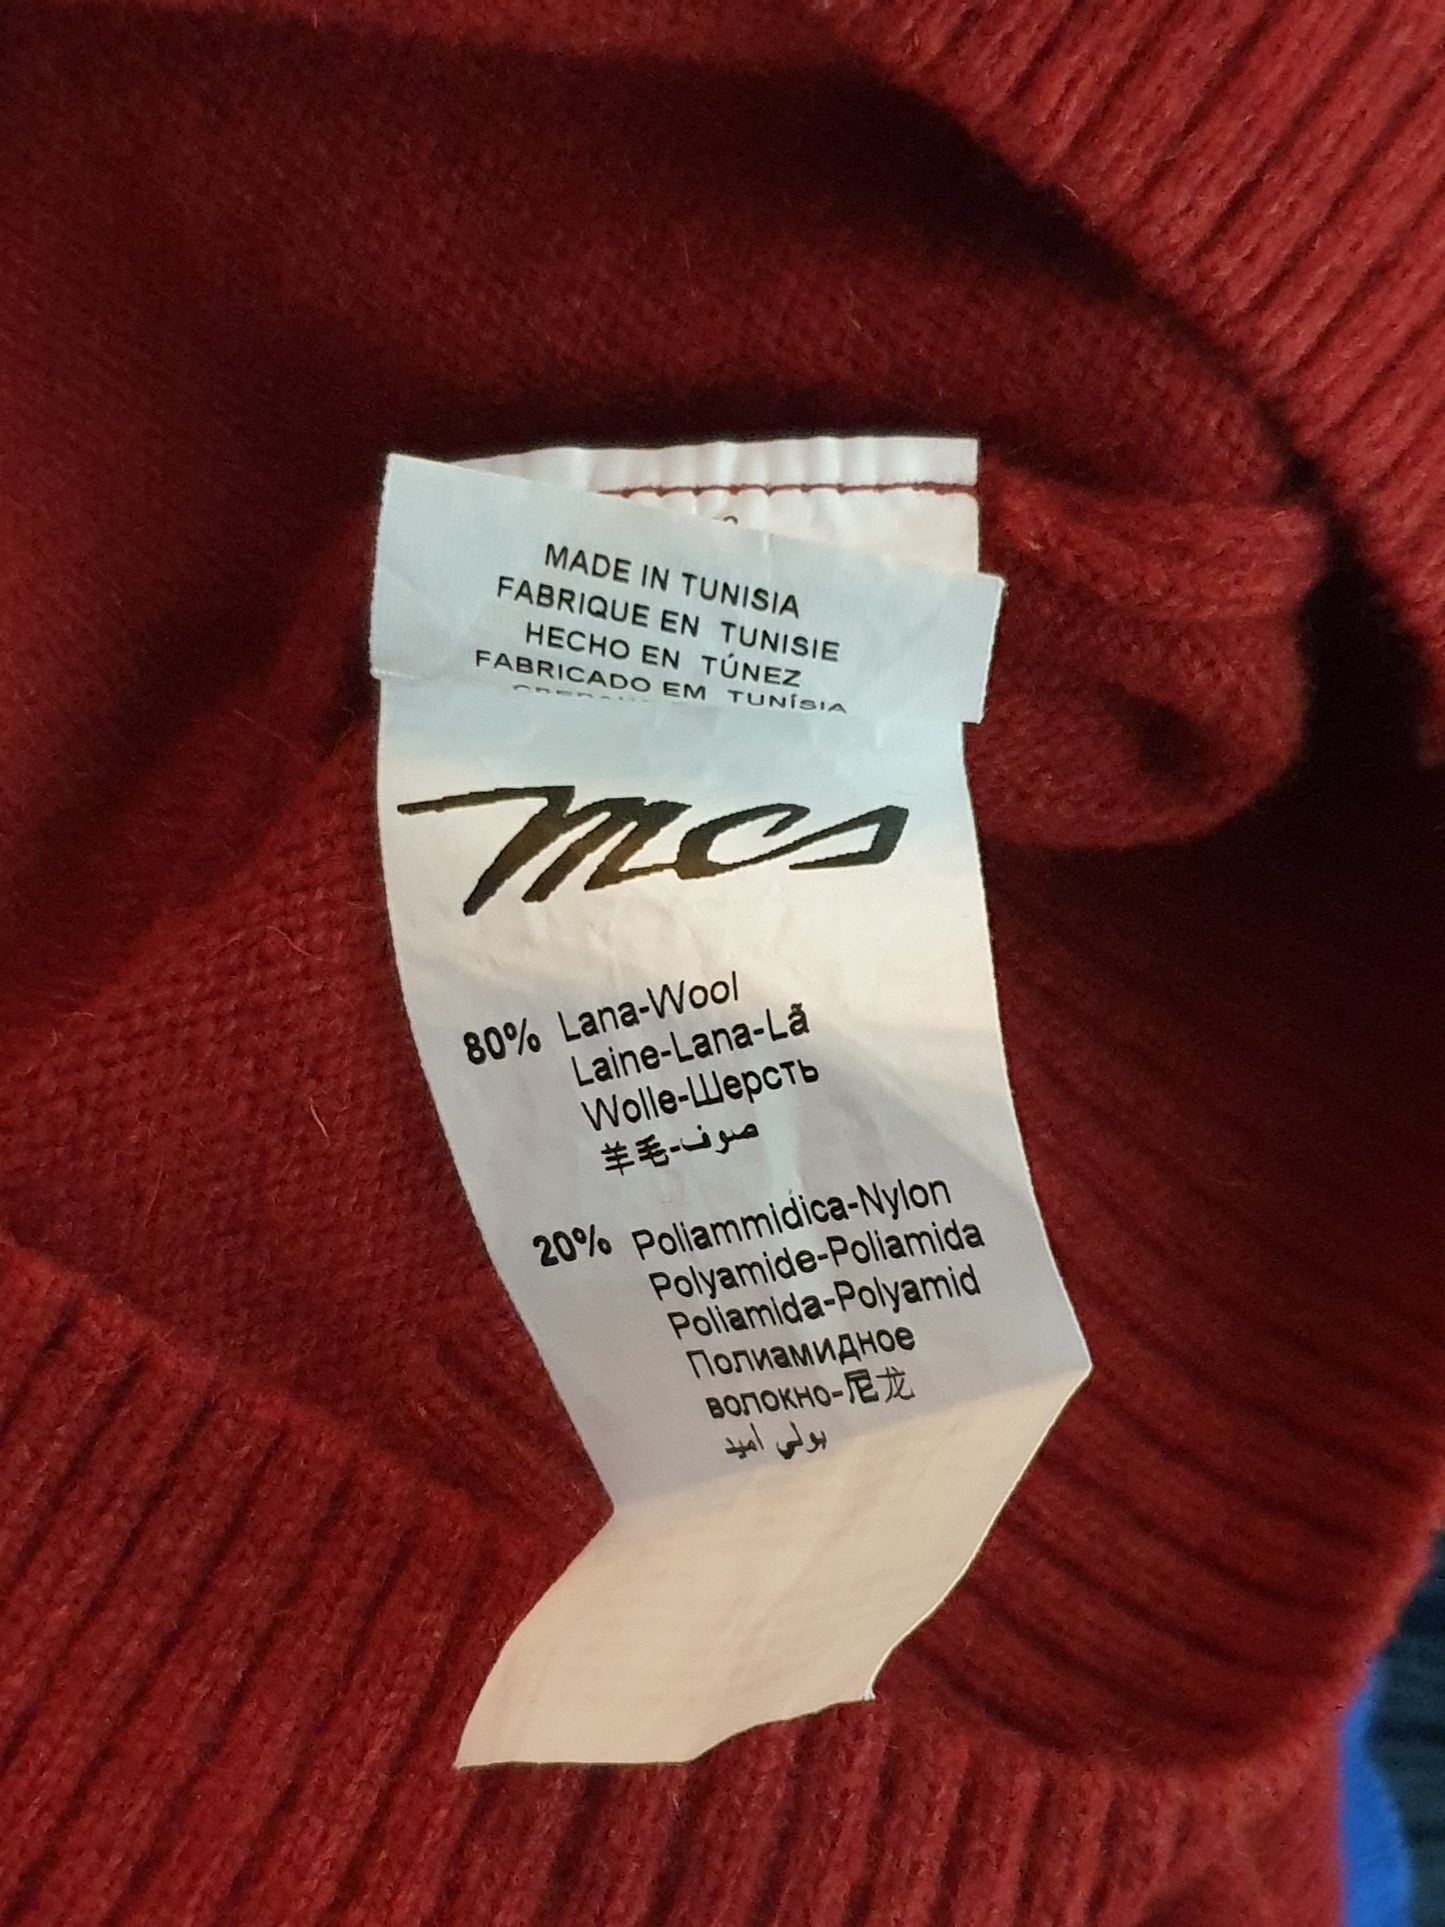 MADE IN TUNISIA
FABRIQUE EN TUNISIE
HECHO EN TÚNEZ
FABRICADO EM TUNÍSIA
mcs
80% Lana-Wool
Laine-Lana-Lã
Wolle-Шерсть
羊毛-صوف
20% Poliammidica-Nylon
Polyamide-Poliamida
Poliamida-Polyamid
Полиамидное
волокно-尼龙
بولي اميد